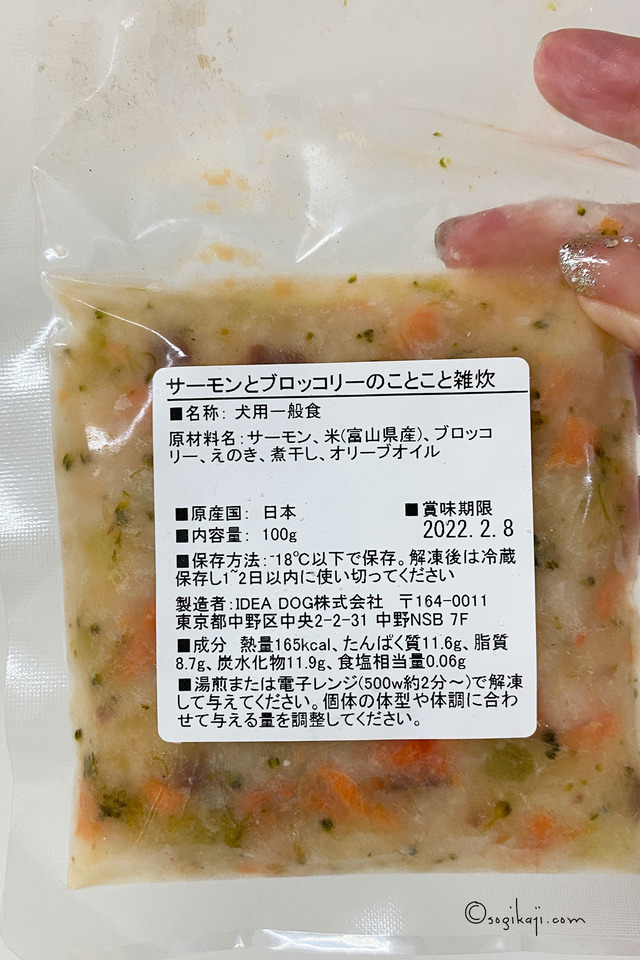 サーモンとブロッコリーのことこと雑炊
■名称: 犬用一般食
原材料名:サーモン、米(富山県産)、ブロッコ
リー、えのき、煮干し、オリーブオイル
■原産国: 日本
■賞味期限
■内容量: 100g
2022.2.8
■保存方法:-18℃以下で保存。解凍後は冷蔵
保存し1~2日以内に使い切ってください
製造者:IDEA DOG株式会社 〒164-0011
東京都中野区中央2-2-31 中野NSB 7F
■成分 熱量165kcal、たんぱく質11.6g、脂質
8.7g、炭水化物11.9g、食塩相当量0.06g
■湯煎または電子レンジ(500w約2分~)で解凍
して与えてください。個体の体型や体調に合わ
せて与える量を調整してください。
©sogikaji.com